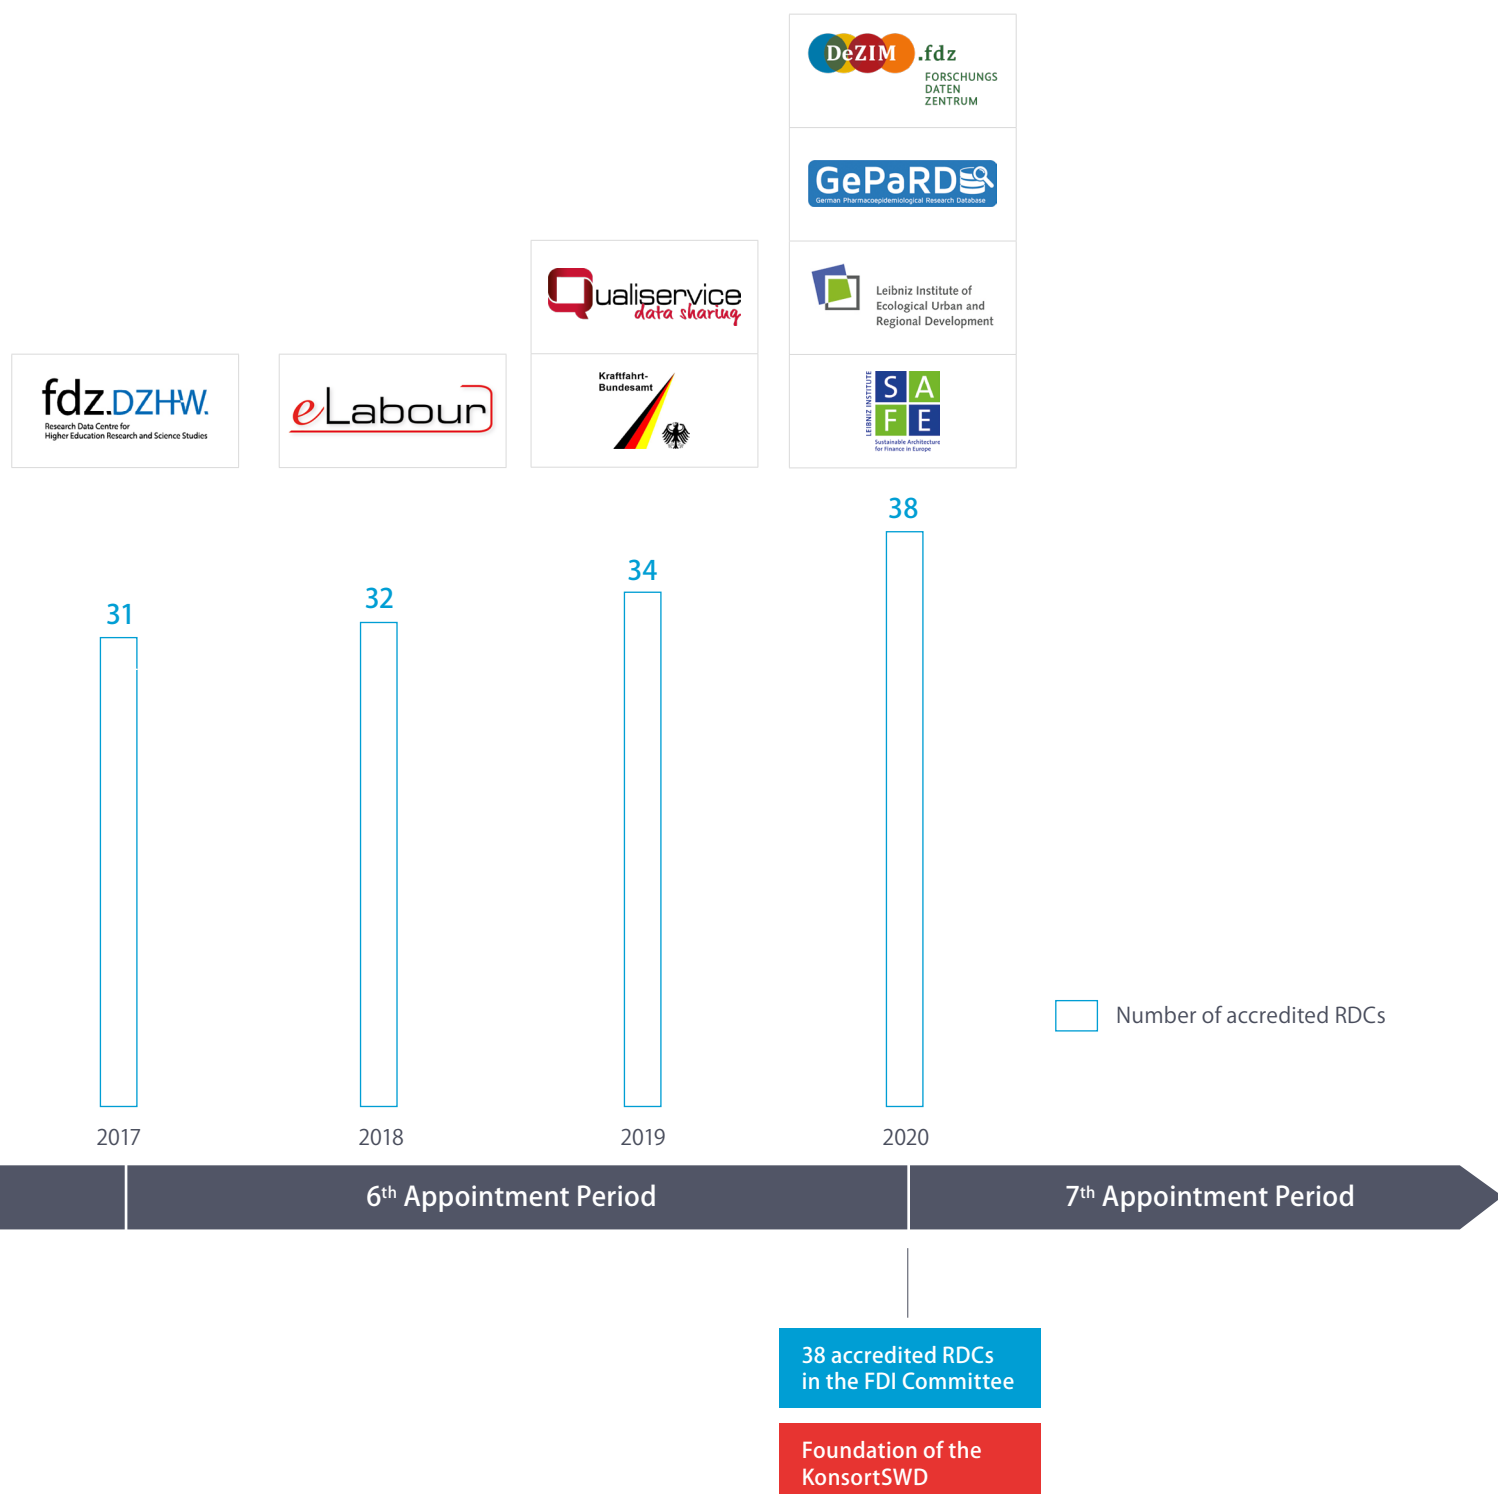 DeZIM .fdz
FORSCHUNGS
DATEN
ZENTRUM
GePaRD
German Pharmacoepidemiological Research Database
Qualiservice
data sharing
Leibniz Institute of
Ecological Urban and
Regional Development
fdz.DZHW.
Research Data Centre for
Higher Education Research and Science Studies
eLabour
Kraftfahrt-
Bundesamt
LEIBNIZ INSTITUTE
SA
FE
Sustainable Architecture
for Finance in Europe
31
32
34
38
Number of accredited RDCs
2017
2018
2019
2020
6th Appointment Period
7th Appointment Period
38 accredited RDCs
in the FDI Committee
Foundation of the
KonsortSWD